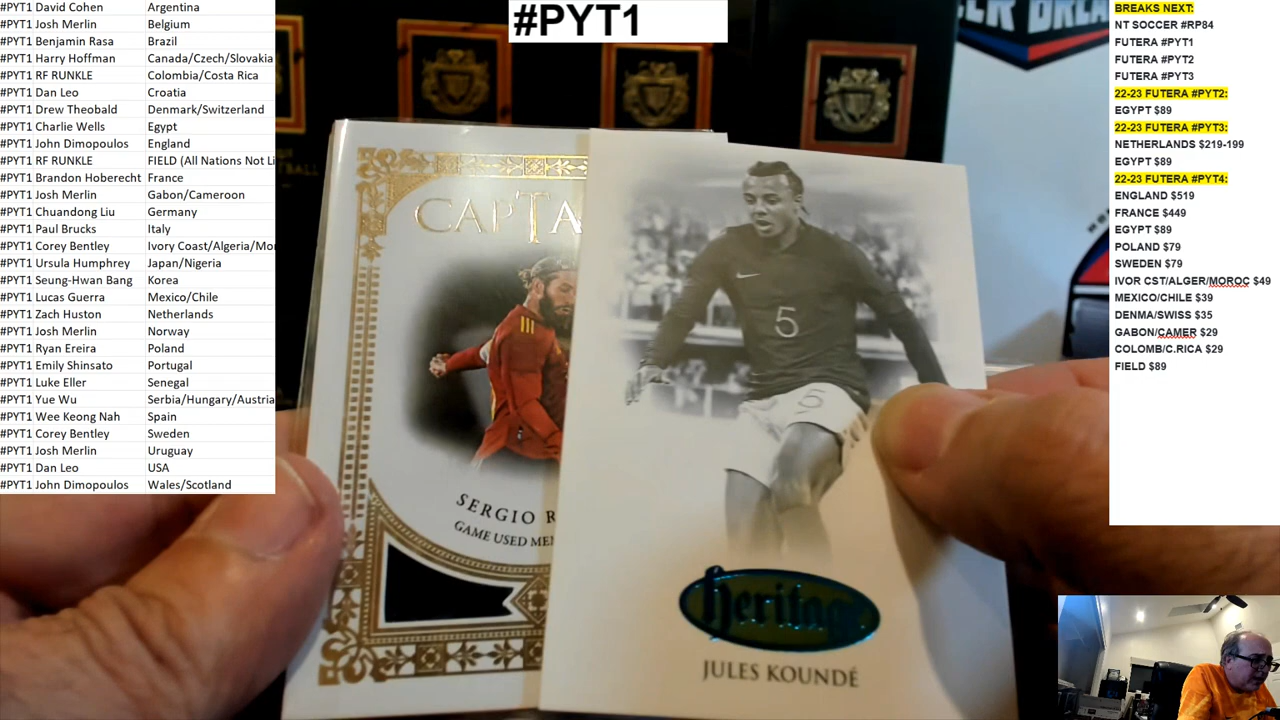 #PYT1 David Cohen Argentina
#PYT1 Josh Merlin Belgium
#PYT1 Benjamin Rasa Brazil
#PYT1 Harry Hoffman Canada/Czech/Slovakia
#PYT1 RF RUNKLE Colombia/Costa Rica
#PYT1 Dan Leo Croatia
#PYT1 Drew Theobald Denmark/Switzerland
#PYT1 Charlie Wells Egypt
#PYT1 John Dimopoulos England
#PYT1 RF RUNKLE FIELD (All Nations Not Li
#PYT1 Brandon Hoberecht France
#PYT1 Josh Merlin Gabon/Cameroon
#PYT1 Chuandong Liu Germany
#PYT1 Paul Brucks Italy
#PYT1 Corey Bentley Ivory Coast/Algeria/Mor
#PYT1 Ursula Humphrey Japan/Nigeria
#PYT1 Seung-Hwan Bang Korea
#PYT1 Lucas Guerra Mexico/Chile
#PYT1 Zach Huston Netherlands
#PYT1 Josh Merlin Norway
#PYT1 Ryan Ereira Poland
#PYT1 Emily Shinsato Portugal
#PYT1 Luke Eller Senegal
#PYT1 Yue Wu Serbia/Hungary/Austria
#PYT1 Wee Keong Nah Spain
#PYT1 Corey Bentley Sweden
#PYT1 Josh Merlin Uruguay
#PYT1 Dan Leo USA
#PYT1 John Dimopoulos Wales/Scotland
#PYT1
CAPTA
SERGIO R
GAME USED MEM
5
5
heritage
JULES KOUNDÉ
BREAKS NEXT:
NT SOCCER #RP84
FUTERA #PYT1
FUTERA #PYT2
FUTERA #PYT3
22-23 FUTERA #PYT2:
EGYPT $89
22-23 FUTERA #PYT3:
NETHERLANDS $219-199
EGYPT $89
22-23 FUTERA #PYT4:
ENGLAND $519
FRANCE $449
EGYPT $89
POLAND $79
SWEDEN $79
IVOR CST/ALGER/MOROC $49
MEXICO/CHILE $39
DENMA/SWISS $35
GABON/CAMER $29
COLOMB/C.RICA $29
FIELD $89